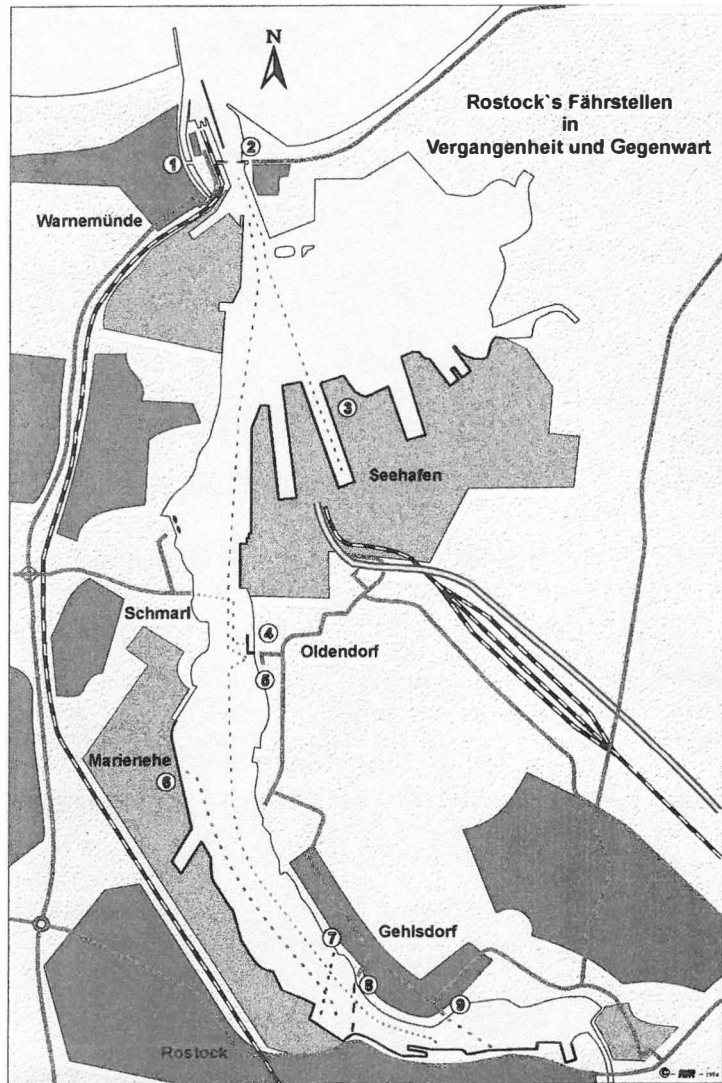 N
Rostock`s Fährstellen
in
Vergangenheit und Gegenwart
2
1
Warnemünde
3
Seehafen
Schmarl
4
Oldendorf
5
Marienehe
6
7
Gehlsdorf
8
9
Rostock
© - - 1994